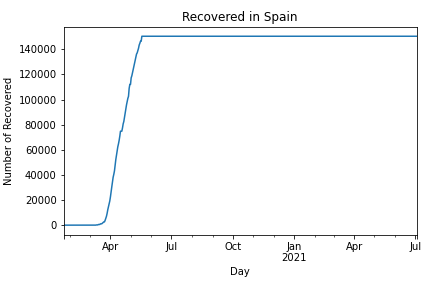 Recovered in Spain
140000
120000
100000
80000
60000
40000
20000
0
Number of Recovered
Apr
Jul
Oct
Jan
2021
Apr
Jul
Day